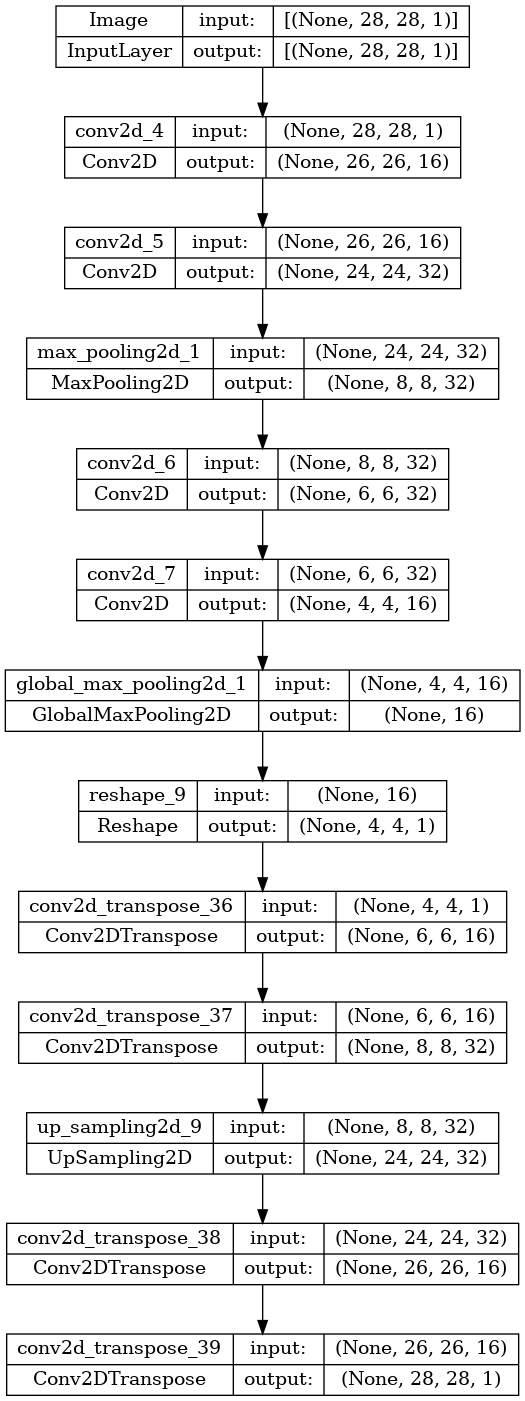 Image input: [(None, 28, 28, 1)]
InputLayer output: [(None, 28, 28, 1)]
conv2d_4 input: (None, 28, 28, 1)
Conv2D output: (None, 26, 26, 16)
conv2d_5 input: (None, 26, 26, 16)
Conv2D output: (None, 24, 24, 32)
max_pooling2d_1 input: (None, 24, 24, 32)
MaxPooling2D output: (None, 8, 8, 32)
conv2d_6 input: (None, 8, 8, 32)
Conv2D output: (None, 6, 6, 32)
conv2d_7 input: (None, 6, 6, 32)
Conv2D output: (None, 4, 4, 16)
global_max_pooling2d_1 input: (None, 4, 4, 16)
GlobalMaxPooling2D output: (None, 16)
reshape_9 input: (None, 16)
Reshape output: (None, 4, 4, 1)
conv2d_transpose_36 input: (None, 4, 4, 1)
Conv2DTranspose output: (None, 6, 6, 16)
conv2d_transpose_37 input: (None, 6, 6, 16)
Conv2DTranspose output: (None, 8, 8, 32)
up_sampling2d_9 input: (None, 8, 8, 32)
UpSampling2D output: (None, 24, 24, 32)
conv2d_transpose_38 input: (None, 24, 24, 32)
Conv2DTranspose output: (None, 26, 26, 16)
conv2d_transpose_39 input: (None, 26, 26, 16)
Conv2DTranspose output: (None, 28, 28, 1)